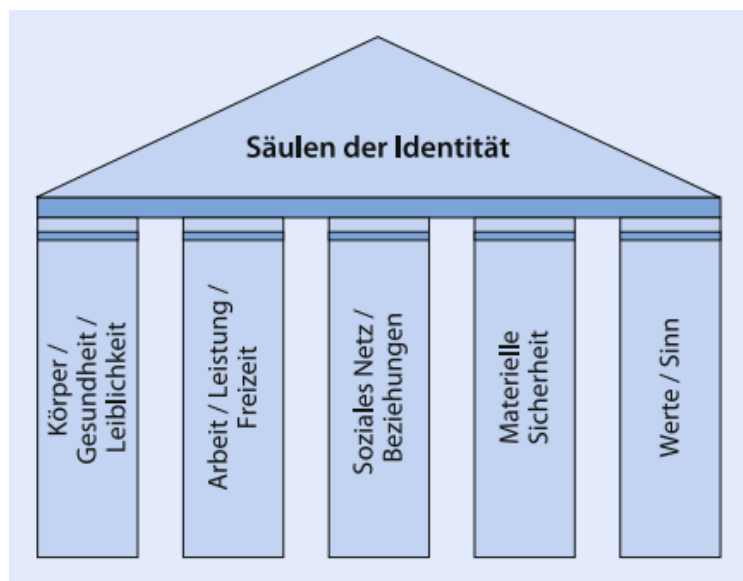 Säulen der Identität
Körper /
Gesundheit /
Leiblichkeit
Arbeit / Leistung /
Freizeit
Soziales Netz /
Beziehungen
Materielle
Sicherheit
Werte / Sinn